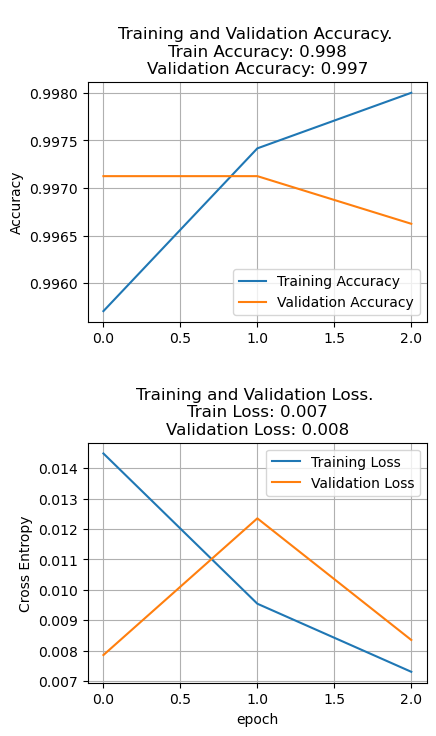 Training and Validation Accuracy.
Train Accuracy: 0.998
Validation Accuracy: 0.997
0.9980
0.9975
0.9970
0.9965
0.9960
Accuracy
Training Accuracy
Validation Accuracy
0.0 0.5 1.0 1.5 2.0
Training and Validation Loss.
Train Loss: 0.007
Validation Loss: 0.008
0.014
0.013
0.012
0.011
0.010
0.009
0.008
0.007
Cross Entropy
Training Loss
Validation Loss
0.0 0.5 1.0 1.5 2.0
epoch